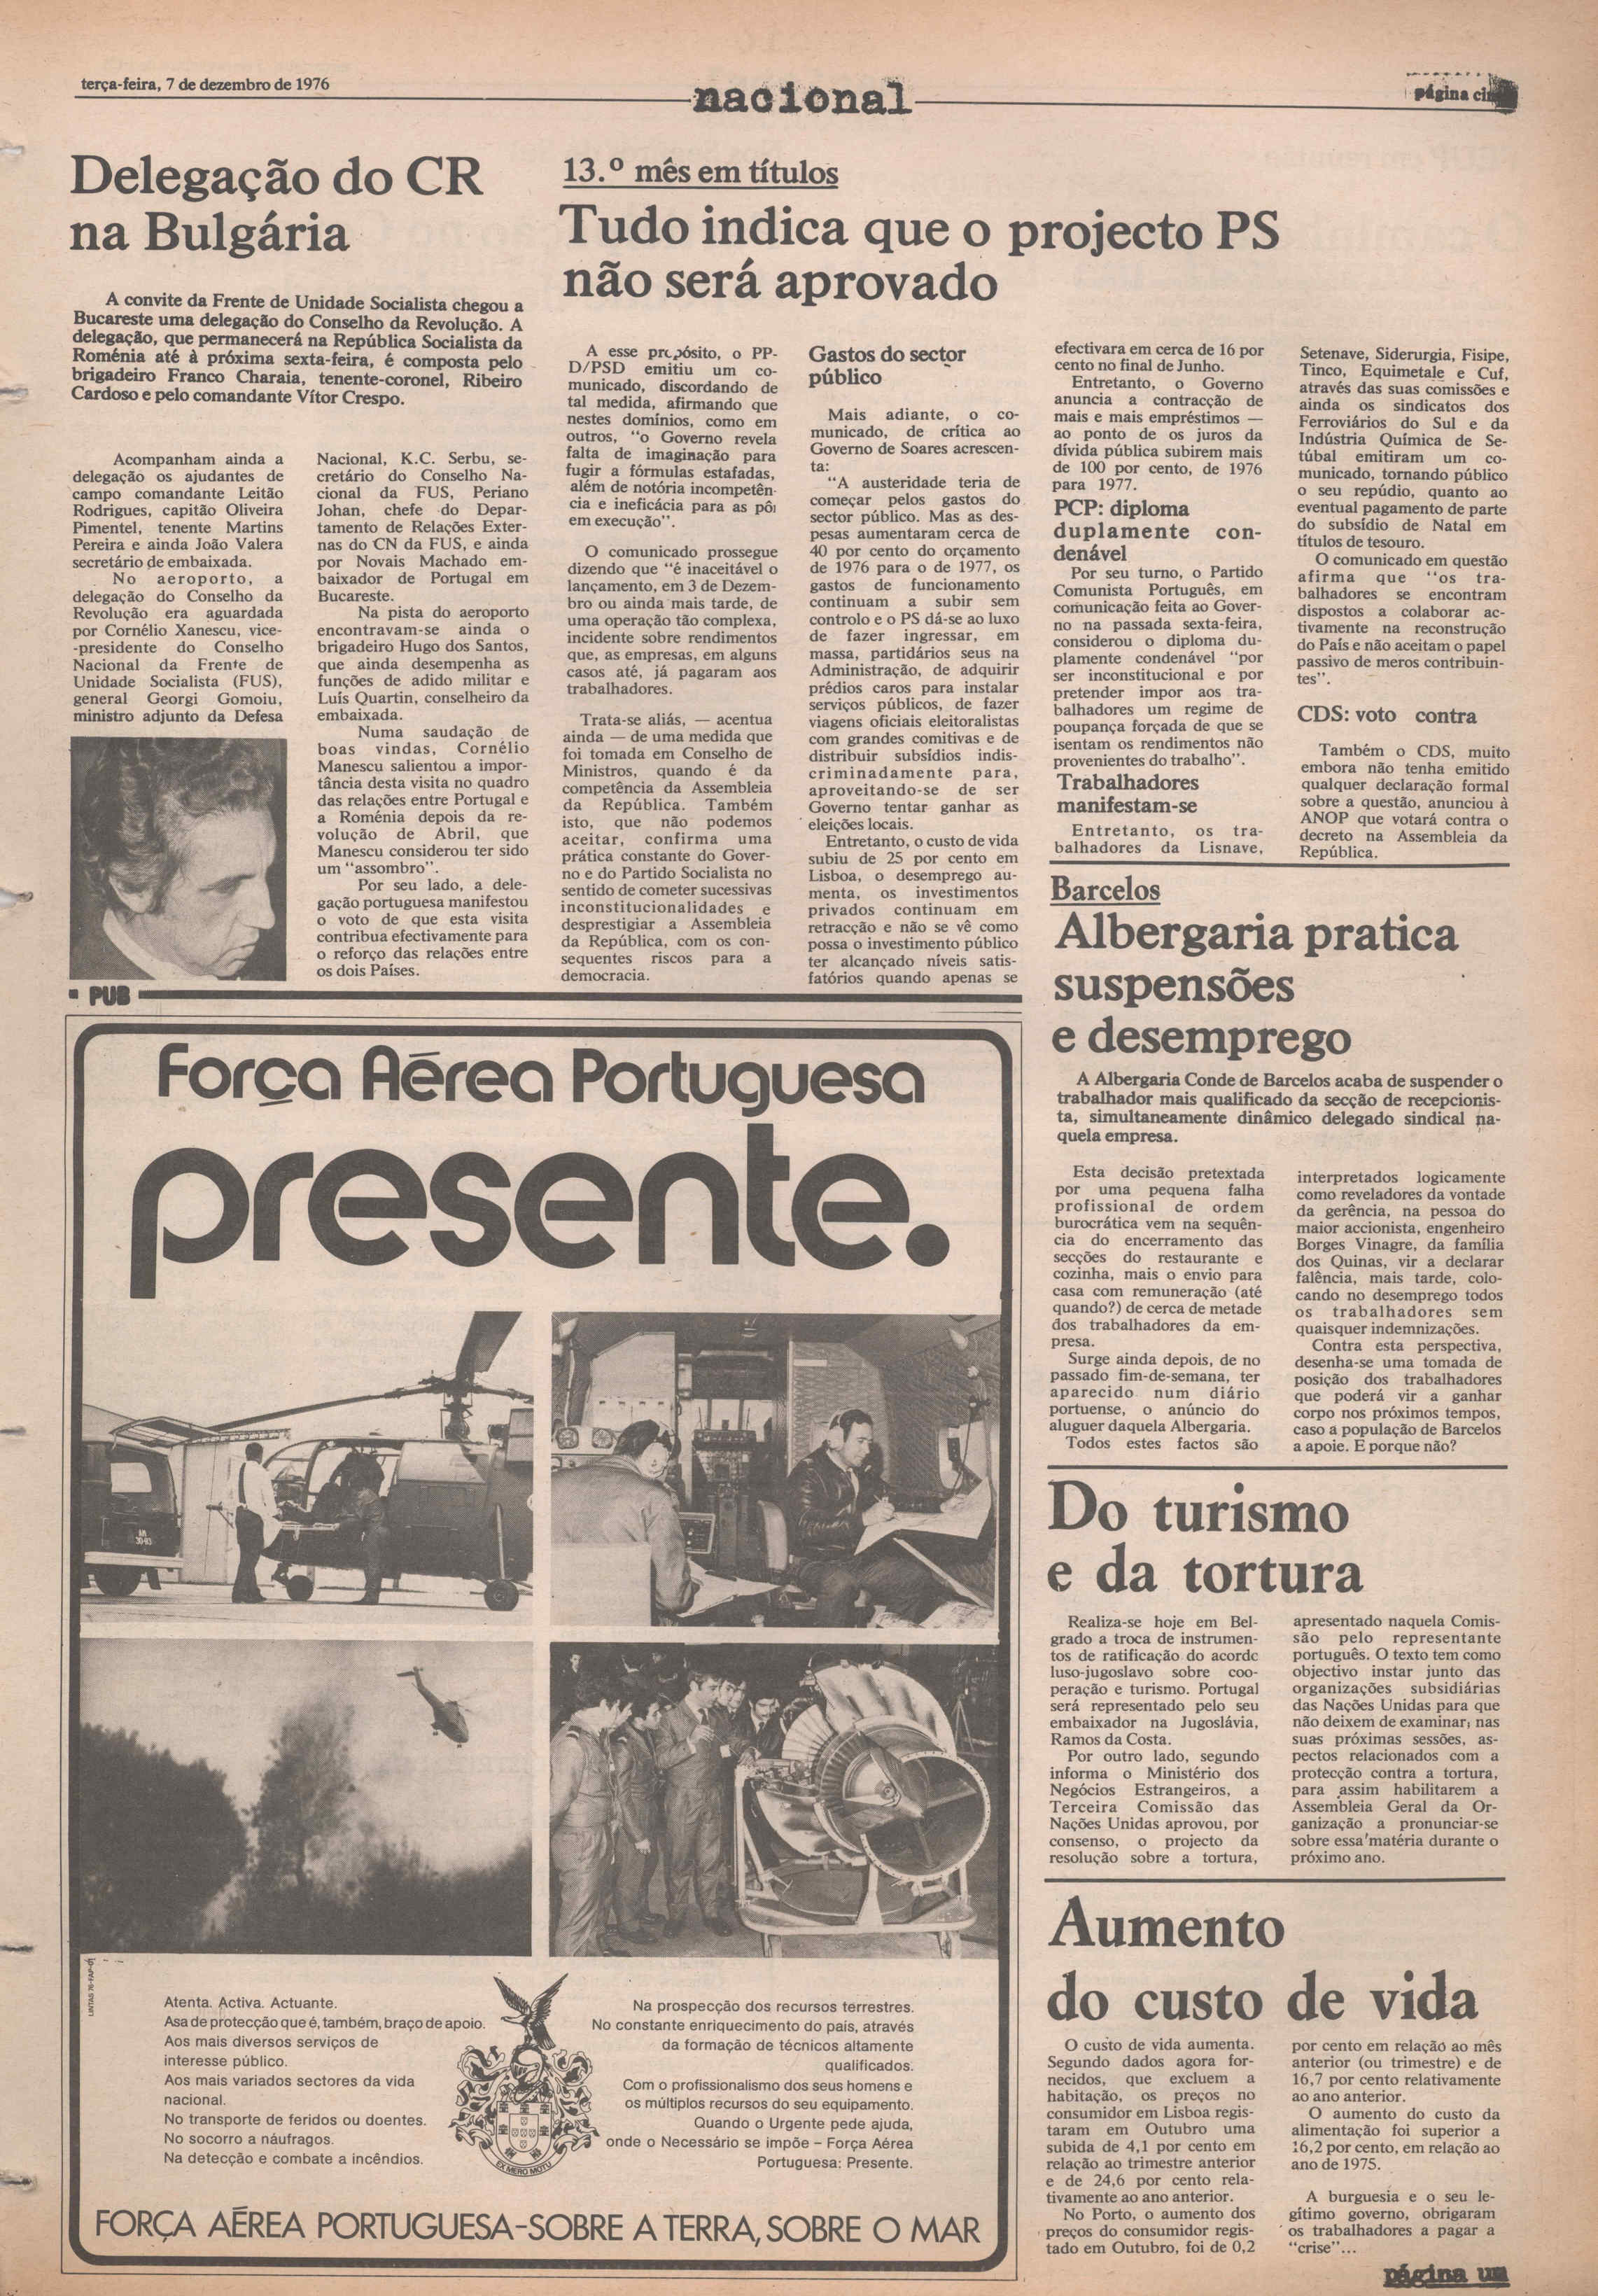 terça-feira, 7 de dezembro de 1976
nacional
página
Delegação do CR
na Bulgária
A convite da Frente de Unidade Socialista chegou a
Bucareste uma delegação do Conselho da Revolução. A
delegação, que permanecerá na República Socialista da
Roménia até à próxima sexta-feira, é composta pelo
brigadeiro Franco Charaia, tenente-coronel, Ribeiro
Cardoso e pelo comandante Vítor Crespo.
Acompanham ainda a
delegação os ajudantes de
campo comandante Leitão
Rodrigues, capitão Oliveira
Pimentel, tenente Martins
Pereira e ainda João Valera
secretário de embaixada.
No aeroporto, a
delegação do Conselho da
Revolução era aguardada
por Cornélio Xanescu, vice-
-presidente do Conselho
Nacional da Frente de
Unidade Socialista (FUS),
general Georgi Gomoiu,
ministro adjunto da Defesa
Nacional, K.C. Serbu, se-
cretário do Conselho Na-
cional da FUS, Periano
Johan, chefe do Depar-
tamento de Relações Exter-
nas do CN da FUS, e ainda
por Novais Machado em-
baixador de Portugal em
Bucareste.
Na pista do aeroporto
encontravam-se ainda o
brigadeiro Hugo dos Santos,
que ainda desempenha as
funções de adido militar e
Luís Quartin, conselheiro da
embaixada.
Numa saudação de
boas vindas, Cornélio
Manescu salientou a impor-
tância desta visita no quadro
das relações entre Portugal e
a Roménia depois da re-
volução de Abril, que
Manescu considerou ter sido
um "assombro".
Por seu lado, a dele-
gação portuguesa manifestou
o voto de que esta visita
contribua efectivamente para
o reforço das relações entre
os dois Países.
13.º mês em títulos
Tudo indica que o projecto PS
não será aprovado
A esse propósito, o PP-
D/PSD emitiu um co-
municado, discordando de
tal medida, afirmando que
nestes domínios, como em
outros, "o Governo revela
falta de imaginação para
fugir a fórmulas estafadas,
além de notória incompetên-
cia e ineficácia para as pôr
em execução".
O comunicado prossegue
dizendo que "é inaceitável o
lançamento, em 3 de Dezem-
bro ou ainda mais tarde, de
uma operação tão complexa,
incidente sobre rendimentos
que, as empresas, em alguns
casos até, já pagaram aos
trabalhadores.
Trata-se aliás, — acentua
ainda — de uma medida que
foi tomada em Conselho de
Ministros, quando é da
competência da Assembleia
da República. Também
isto, que não podemos
aceitar, confirma uma
prática constante do Gover-
no e do Partido Socialista no
sentido de cometer sucessivas
inconstitucionalidades e
desprestigiar a Assembleia
da República, com os con-
sequentes riscos para a
democracia.
Gastos do sector
público
Mais adiante, o co-
municado, de crítica ao
Governo de Soares acrescen-
ta:
"A austeridade teria de
começar pelos gastos do
sector público. Mas as des-
pesas aumentaram cerca de
40 por cento do orçamento
de 1976 para o de 1977, os
gastos de funcionamento
continuam a subir sem
controlo e o PS dá-se ao luxo
de fazer ingressar, em
massa, partidários seus na
Administração, de adquirir
prédios caros para instalar
serviços públicos, de fazer
viagens oficiais eleitoralistas
com grandes comitivas e de
distribuir subsídios indis-
criminadamente para,
aproveitando-se de ser
Governo tentar ganhar as
eleições locais.
Entretanto, o custo de vida
subiu de 25 por cento em
Lisboa, o desemprego au-
menta, os investimentos
privados continuam em
retracção e não se vê como
possa o investimento público
ter alcançado níveis satis-
fatórios quando apenas se
efectivara em cerca de 16 por
cento no final de Junho.
Entretanto, o Governo
anuncia a contracção de
mais e mais empréstimos —
ao ponto de os juros da
dívida pública subirem mais
de 100 por cento, de 1976
para 1977.
PCP: diploma
duplamente con-
denável
Por seu turno, o Partido
Comunista Português, em
comunicação feita ao Gover-
no na passada sexta-feira,
considerou o diploma du-
plamente condenável "por
ser inconstitucional e por
pretender impor aos tra-
balhadores um regime de
poupança forçada de que se
isentam os rendimentos não
provenientes do trabalho".
Trabalhadores
manifestam-se
Entretanto, os tra-
balhadores da Lisnave,
Setenave, Siderurgia, Fisipe,
Tinco, Equimetale e Cuf,
através das suas comissões e
ainda os sindicatos dos
Ferroviários do Sul e da
Indústria Química de Se-
túbal emitiram um co-
municado, tornando público
o seu repúdio, quanto ao
eventual pagamento de parte
do subsídio de Natal em
títulos de tesouro.
O comunicado em questão
afirma que "os tra-
balhadores se encontram
dispostos a colaborar ac-
tivamente na reconstrução
do País e não aceitam o papel
passivo de meros contribuin-
tes".
CDS: voto contra
Também o CDS, muito
embora não tenha emitido
qualquer declaração formal
sobre a questão, anunciou à
ANOP que votará contra o
decreto na Assembleia da
República.
Barcelos
Albergaria pratica
suspensões
e desemprego
A Albergaria Conde de Barcelos acaba de suspender o
trabalhador mais qualificado da secção de recepcionis-
ta, simultaneamente dinâmico delegado sindical na-
quela empresa.
Esta decisão pretextada
por uma pequena falha
profissional de ordem
burocrática vem na sequên-
cia do encerramento das
secções do restaurante e
cozinha, mais o envio para
casa com remuneração (até
quando?) de cerca de metade
dos trabalhadores da em-
presa.
Surge ainda depois, de no
passado fim-de-semana, ter
aparecido num diário
portuense, o anúncio do
aluguer daquela Albergaria.
Todos estes factos são
interpretados logicamente
como reveladores da vontade
da gerência, na pessoa do
maior accionista, engenheiro
Borges Vinagre, da família
dos Quinas, vir a declarar
falência, mais tarde, colo-
cando no desemprego todos
os trabalhadores sem
quaisquer indemnizações.
Contra esta perspectiva,
desenha-se uma tomada de
posição dos trabalhadores
que poderá vir a ganhar
corpo nos próximos tempos,
caso a população de Barcelos
a apoie. E porque não?
Do turismo
e da tortura
Realiza-se hoje em Bel-
grado a troca de instrumen-
tos de ratificação do acordo
luso-jugoslavo sobre coo-
peração e turismo. Portugal
será representado pelo seu
embaixador na Jugoslávia,
Ramos da Costa.
Por outro lado, segundo
informa o Ministério dos
Negócios Estrangeiros, a
Terceira Comissão das
Nações Unidas aprovou, por
consenso, o projecto da
resolução sobre a tortura,
apresentado naquela Comis-
são pelo representante
português. O texto tem como
objectivo instar junto das
organizações subsidiárias
das Nações Unidas para que
não deixem de examinar, nas
suas próximas sessões, as-
pectos relacionados com a
protecção contra a tortura,
para assim habilitarem a
Assembleia Geral da Or-
ganização a pronunciar-se
sobre essa matéria durante o
próximo ano.
Aumento
do custo de vida
O custo de vida aumenta.
Segundo dados agora for-
necidos, que excluem a
habitação, os preços no
consumidor em Lisboa regis-
taram em Outubro uma
subida de 4,1 por cento em
relação ao trimestre anterior
e de 24,6 por cento rela-
tivamente ao ano anterior.
No Porto, o aumento dos
preços do consumidor regis-
tado em Outubro, foi de 0,2
por cento em relação ao mês
anterior (ou trimestre) e de
16,7 por cento relativamente
ao ano anterior.
O aumento do custo da
alimentação foi superior a
16,2 por cento, em relação ao
ano de 1975.
A burguesia e o seu le-
gítimo governo, obrigaram
os trabalhadores a pagar a
"crise"...
página um
PUB
Força Aérea Portuguesa
presente.
AM
Atenta. Activa. Actuante.
Asa de protecção que é, também, braço de apoio.
Aos mais diversos serviços de
interesse público.
Aos mais variados sectores da vida
nacional.
No transporte de feridos ou doentes.
No socorro a náufragos.
Na detecção e combate a incêndios.
EX MERO MOTU
Na prospecção dos recursos terrestres.
No constante enriquecimento do país, através
da formação de técnicos altamente
qualificados.
Com o profissionalismo dos seus homens e
os múltiplos recursos do seu equipamento.
Quando o Urgente pede ajuda,
onde o Necessário se impõe – Força Aérea
Portuguesa: Presente.
FORÇA AÉREA PORTUGUESA-SOBRE A TERRA, SOBRE O MAR